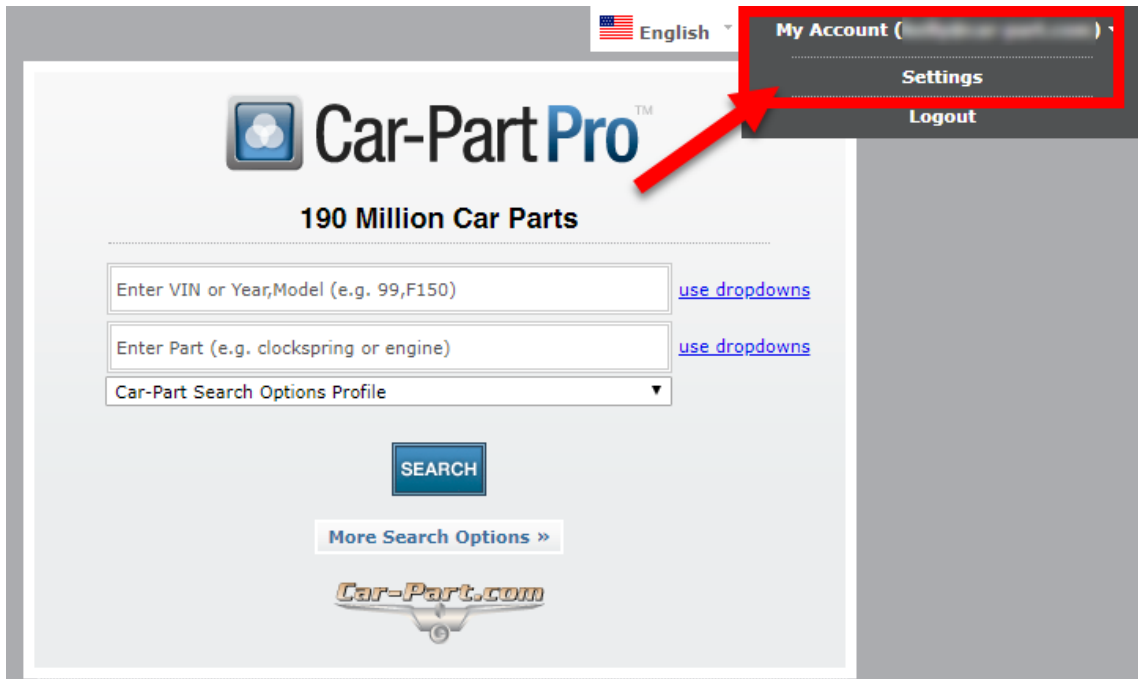 English
My Account ( )
Settings
Logout
Car-Part Pro™
190 Million Car Parts
Enter VIN or Year,Model (e.g. 99,F150)
use dropdowns
Enter Part (e.g. clockspring or engine)
use dropdowns
Car-Part Search Options Profile
SEARCH
More Search Options »
Car-Part.com